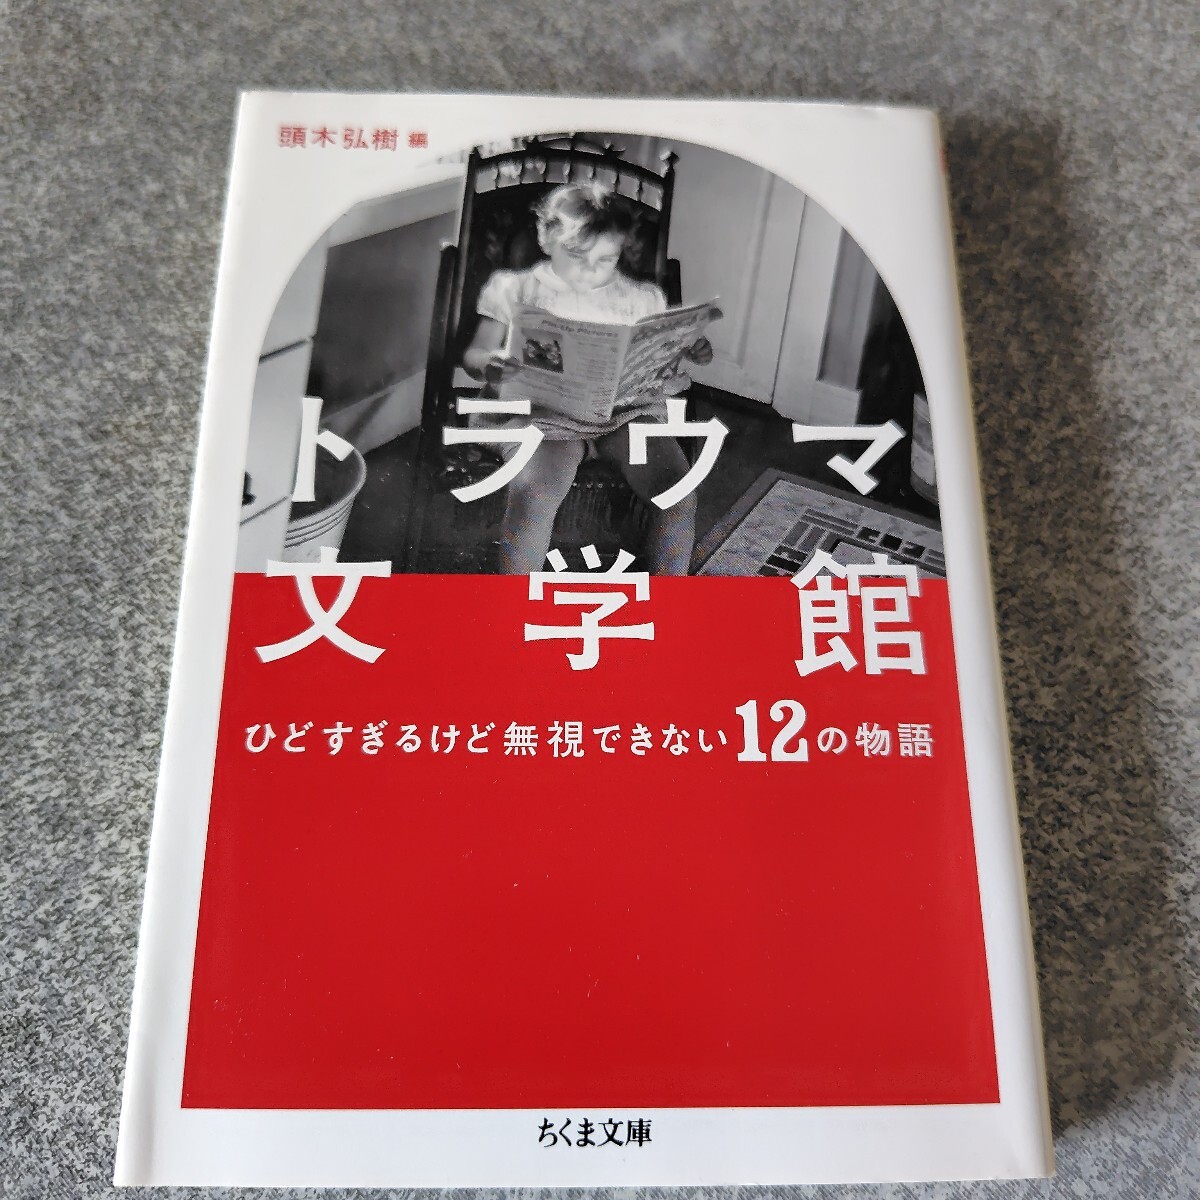 頭木弘樹 編
トラウマ
文学館
ひどすぎるけど無視できない12の物語
ちくま文庫